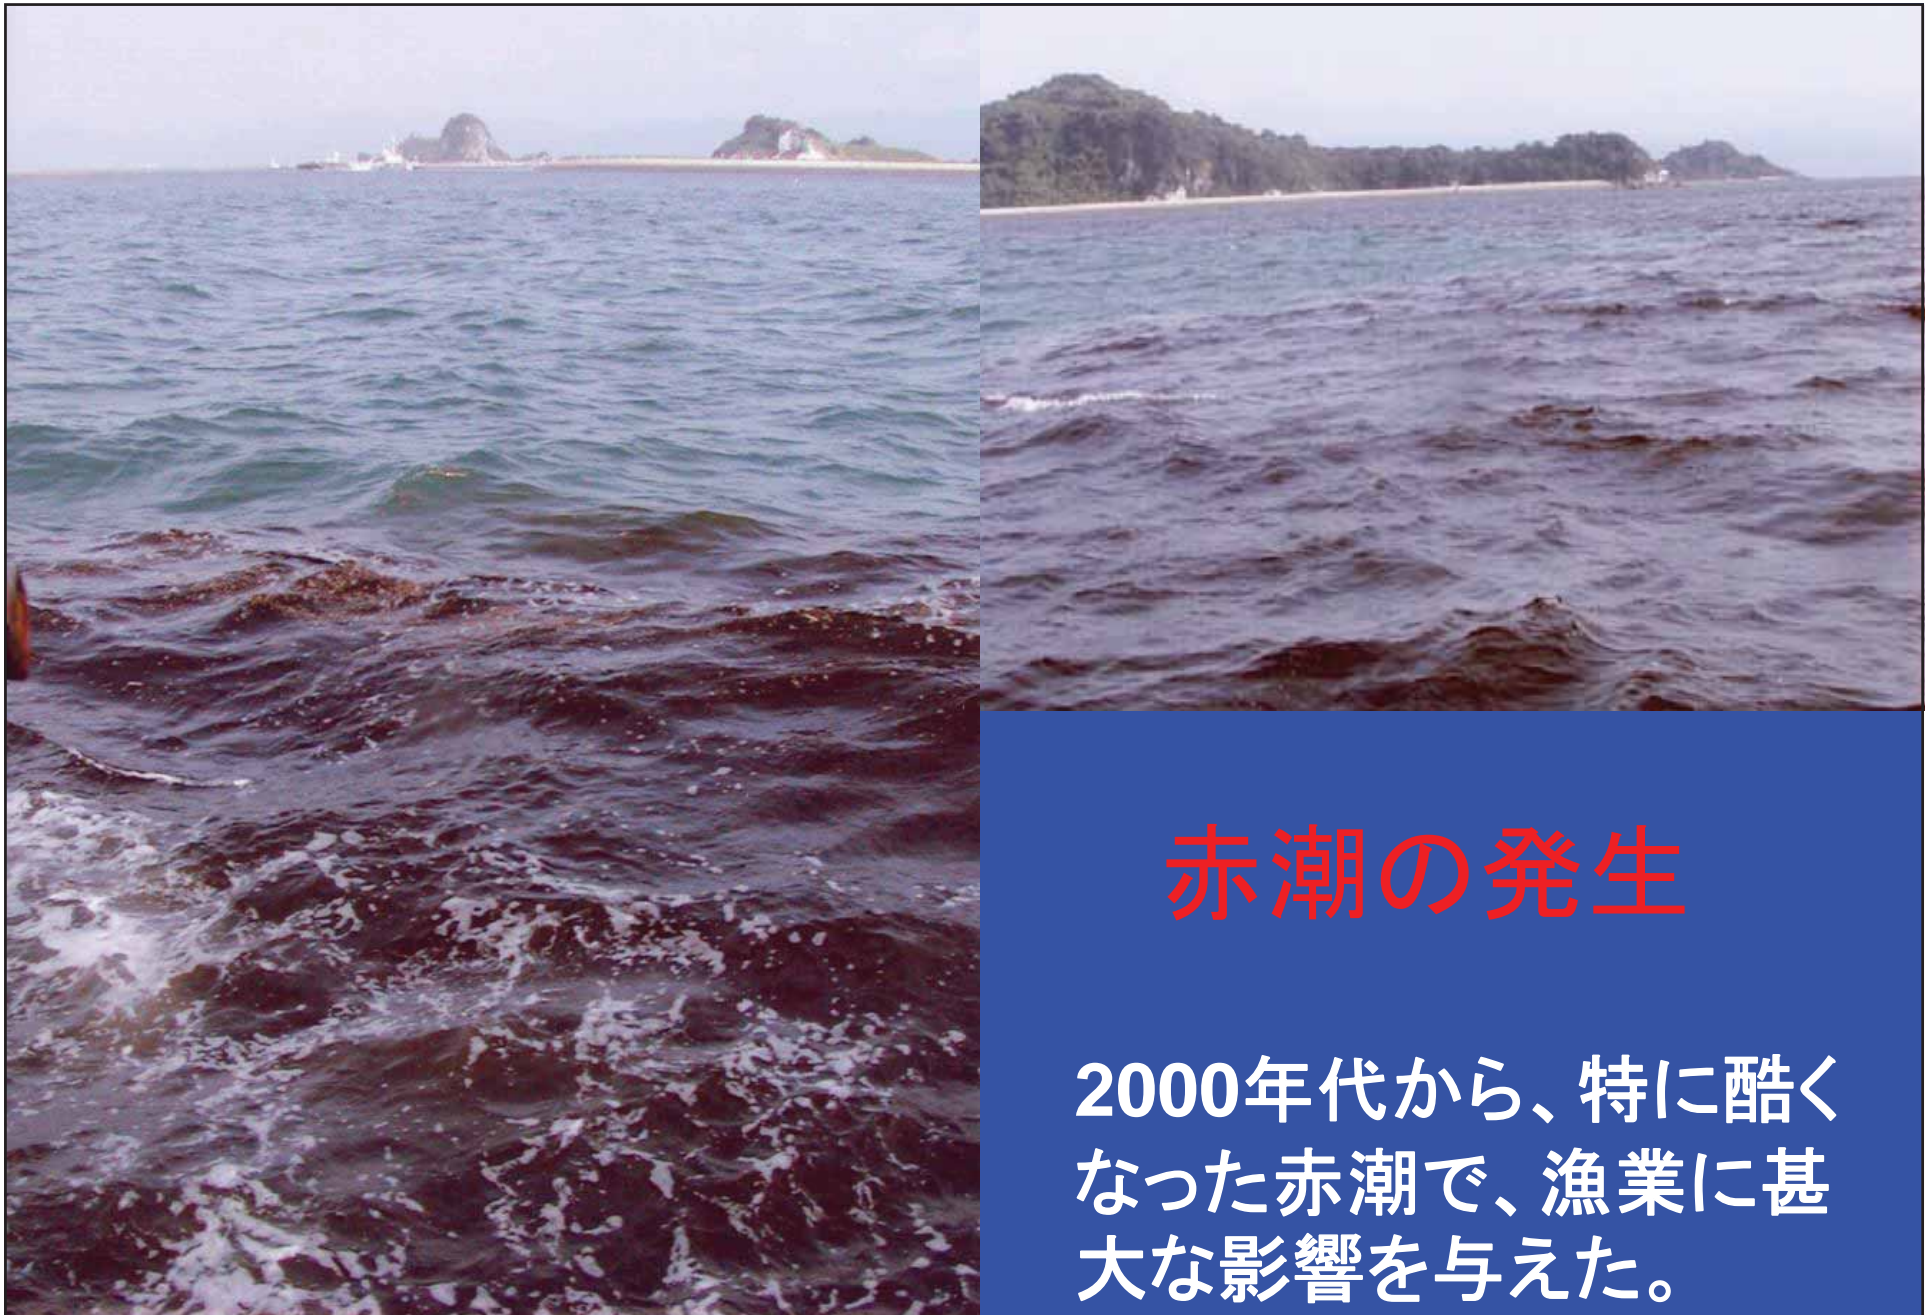 赤潮の発生
2000年代から、特に酷く
なった赤潮で、漁業に甚
大な影響を与えた。